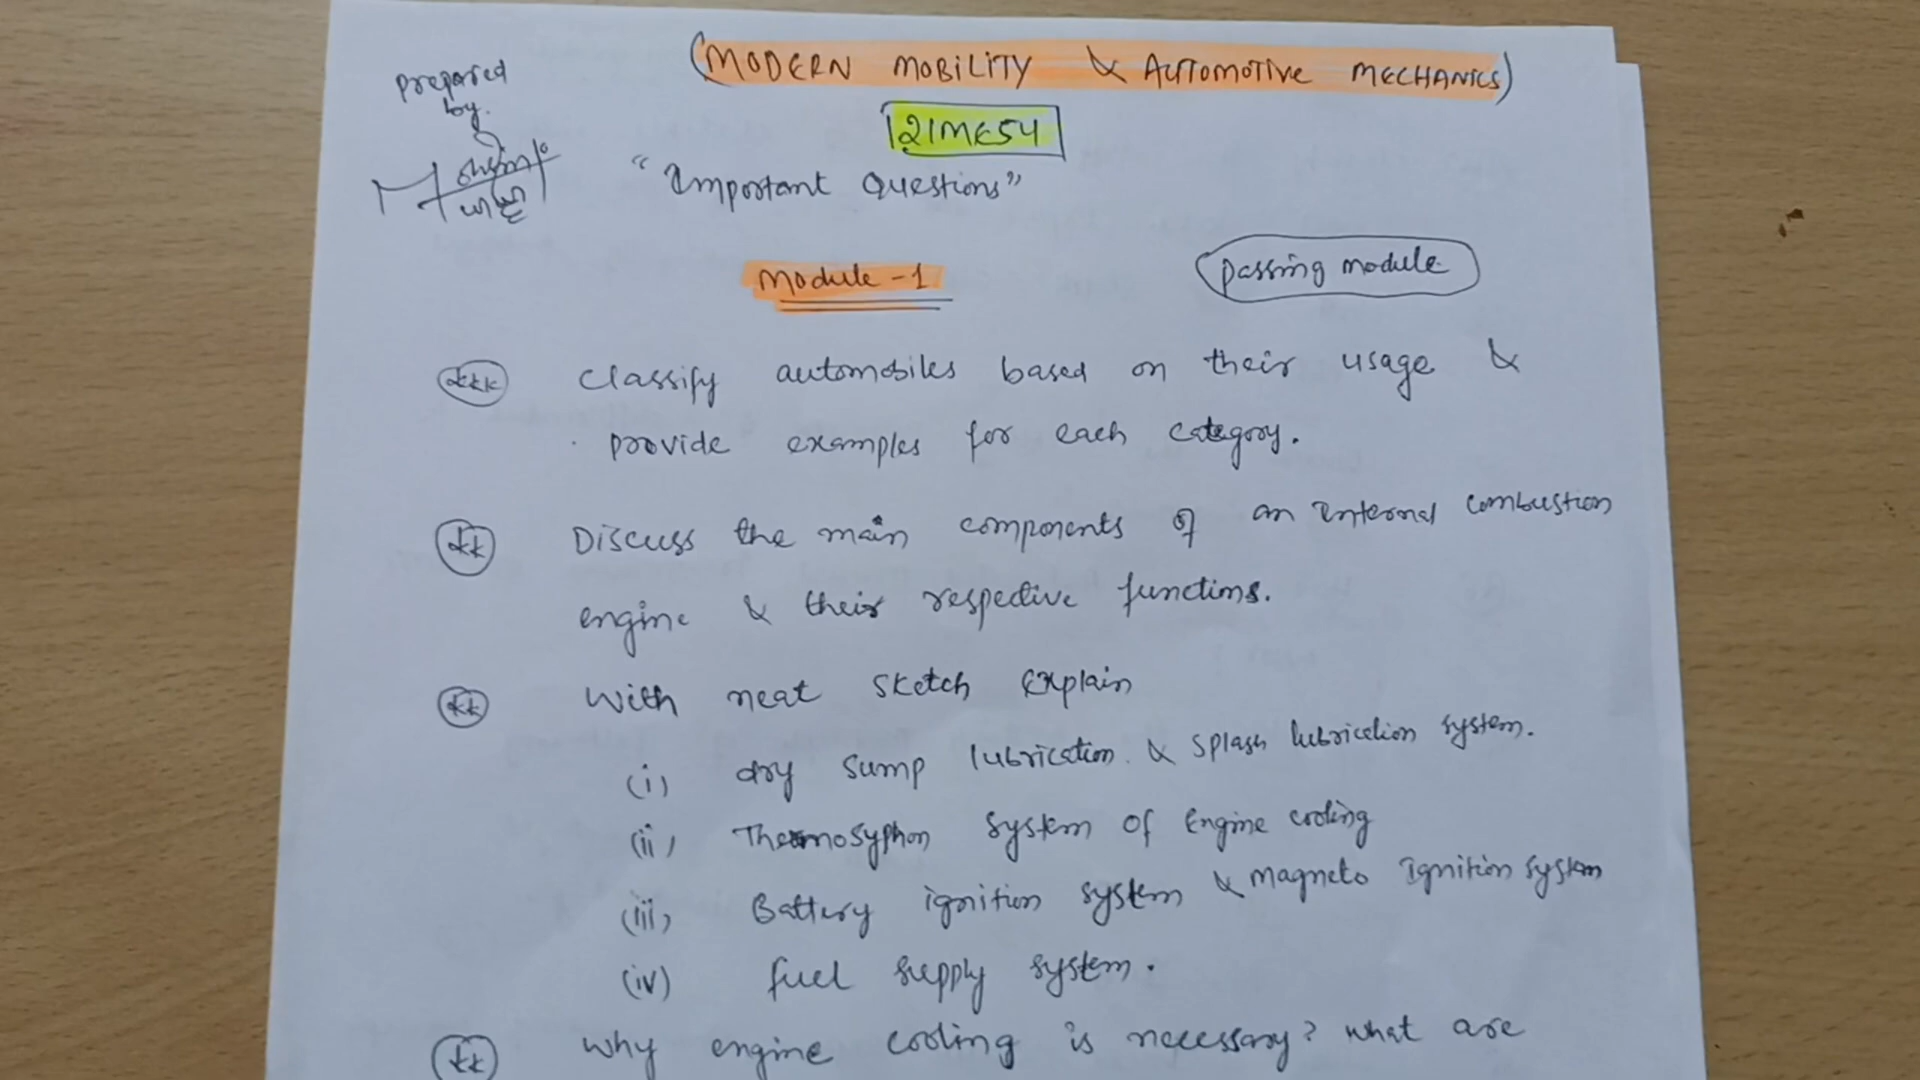 (MODERN MOBILITY & AUTOMOTIVE MECHANICS)
prepared
by.
21ME54
"Important Questions"
Module-1
passing module
classify automobiles based on their usage &
provide examples for each category.
Discuss the main components of an Internal combustion
engine & their respective functions.
With neat sketch explain
(i) dry sump lubrication & splash lubrication system.
(ii) Thermosyphon system of Engine cooling
(iii) Battery ignition system & magneto Ignition system
(iv) fuel supply system.
Why engine cooling is necessary? what are